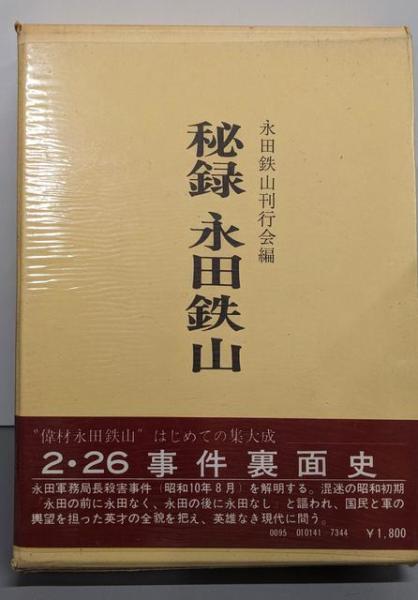 永田鉄山刊行会編
秘録 永田鉄山
"偉材永田鉄山" はじめての集大成
2・26事件裏面史
永田軍務局長殺害事件(昭和10年8月)を解明する。混迷の昭和初期
「永田の前に永田なく、永田の後に永田なし」と謳われ、国民と軍の
輿望を担った英才の全貌を把え、英雄なき現代に問う。
0095 010141 7344 ¥1,800